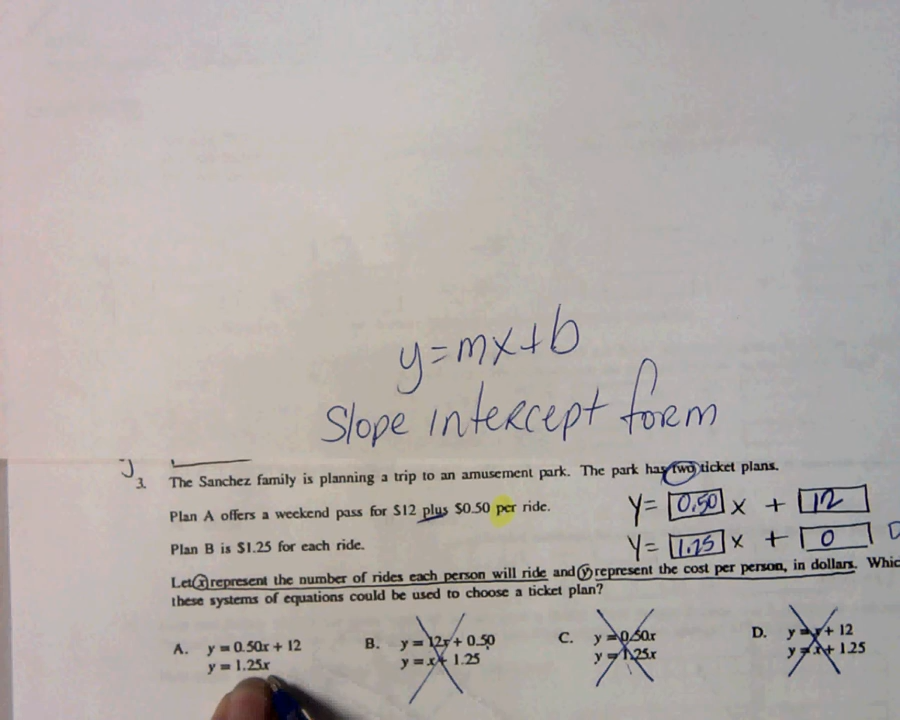 y=mx+b
Slope intercept form
3. The Sanchez family is planning a trip to an amusement park. The park has two ticket plans.
Plan A offers a weekend pass for $12 plus $0.50 per ride.
Y= 0.50 x + 12
Plan B is $1.25 for each ride.
Y= 1.25 x + 0
Let x represent the number of rides each person will ride and y represent the cost per person, in dollars.
these systems of equations could be used to choose a ticket plan?
A. y = 0.50x + 12
y = 1.25x
B. y = 12x + 0.50
y = x + 1.25
C. y = 0.50x
y = 1.25x
D. y = x + 12
y = x + 1.25